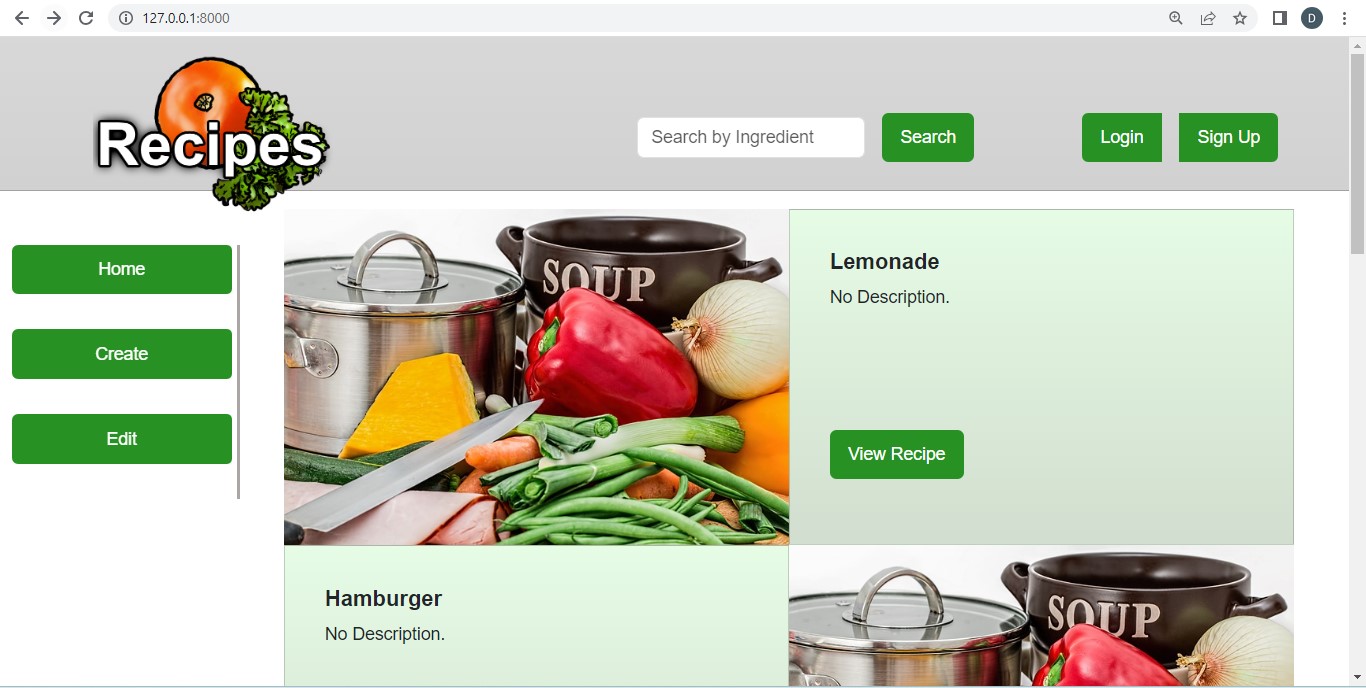 127.0.0.1:8000
D
Recipes
Search by Ingredient
Search
Login
Sign Up
Home
Create
Edit
SOUP
Lemonade
No Description.
View Recipe
Hamburger
No Description.
SOUP